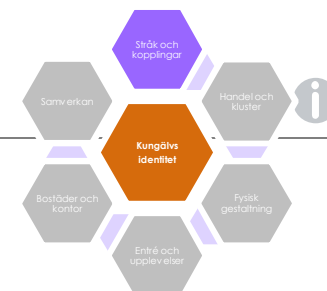 Stråk och
kopplingar
Samverkan
Handel och
kluster
Kungälvs
identitet
Bostäder och
kontor
Fysisk
gestaltning
Entré och
upplevelser